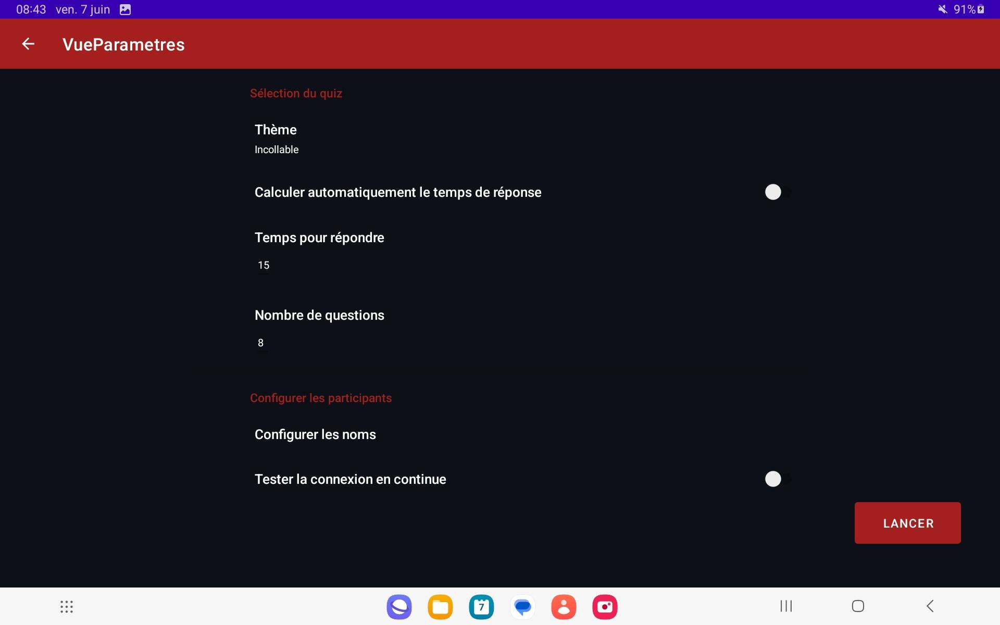 08:43 ven. 7 juin 91%
VueParametres
Sélection du quiz
Thème
Incollable
Calculer automatiquement le temps de réponse
Temps pour répondre
15
Nombre de questions
8
Configurer les participants
Configurer les noms
Tester la connexion en continue
LANCER
7